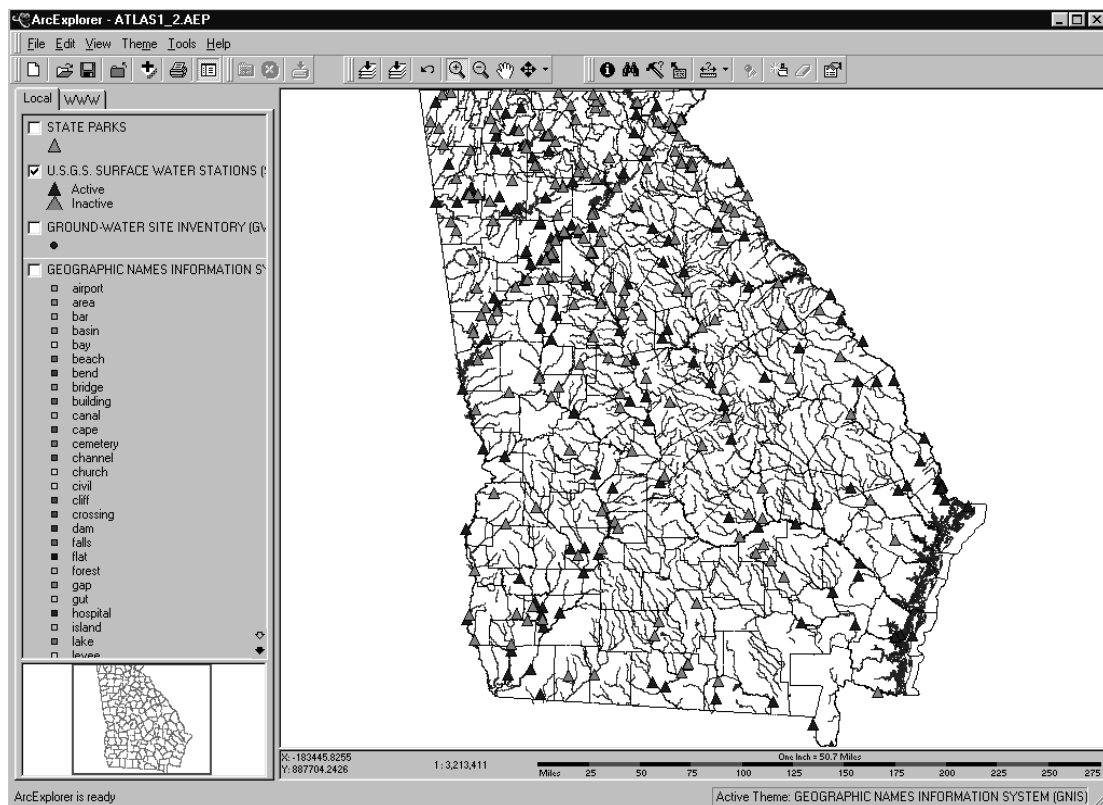 ArcExplorer - ATLAS1_2.AEP
File Edit View Theme Tools Help
Local WWW
STATE PARKS
U.S.G.S. SURFACE WATER STATIONS (
Active
Inactive
GROUND-WATER SITE INVENTORY (GW
GEOGRAPHIC NAMES INFORMATION SY
airport
area
bar
basin
bay
beach
bend
bridge
building
canal
cape
cemetery
channel
church
civil
cliff
crossing
dam
falls
flat
forest
gap
gut
hospital
island
lake
levee
X: -183445.8255
Y: 887704.2426
1 : 3,213,411
One Inch = 50.7 Miles
Miles 25 50 75 100 125 150 175 200 225 250 275
ArcExplorer is ready
Active Theme: GEOGRAPHIC NAMES INFORMATION SYSTEM (GNIS)